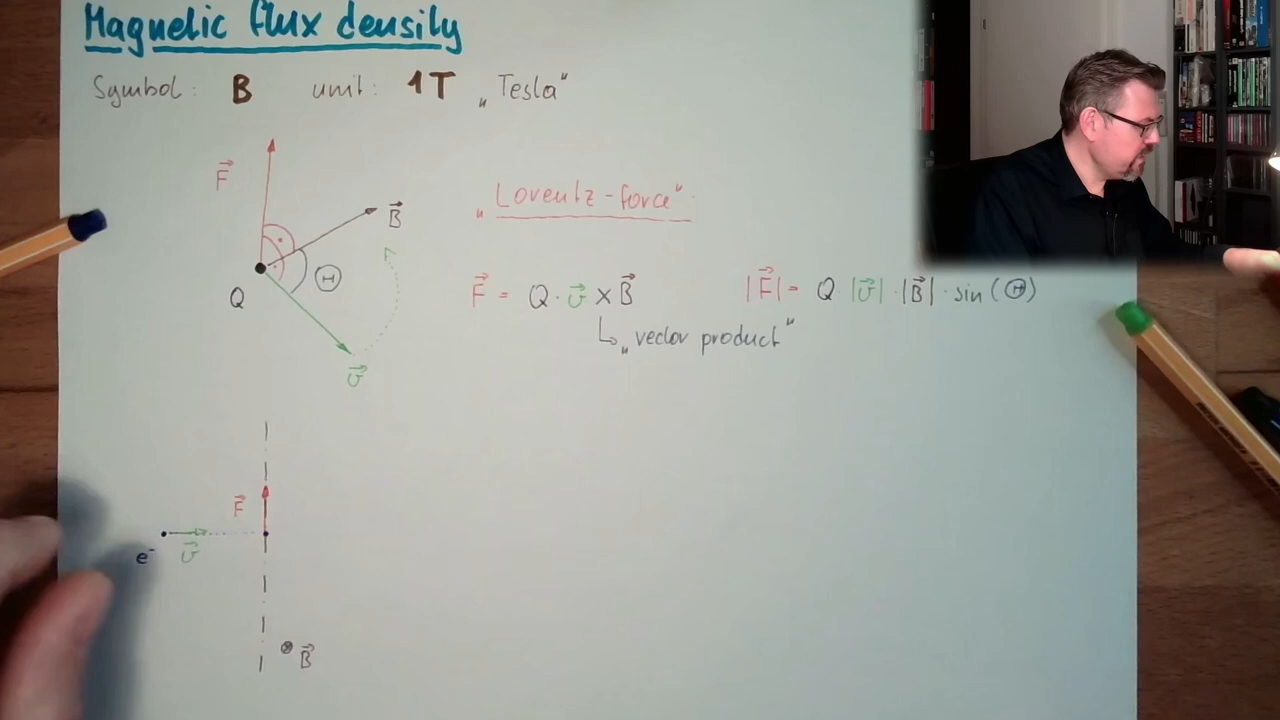 Magnetic flux density
Symbol: B unit: 1T „Tesla"
F⃗
B⃗
Θ
Q
v⃗
„Lorentz-force"
F⃗ = Q · v⃗ × B⃗
„vector product"
|F⃗| = Q |v⃗| · |B⃗| · sin (Θ)
F⃗
e⁻ v⃗
⊗ B⃗